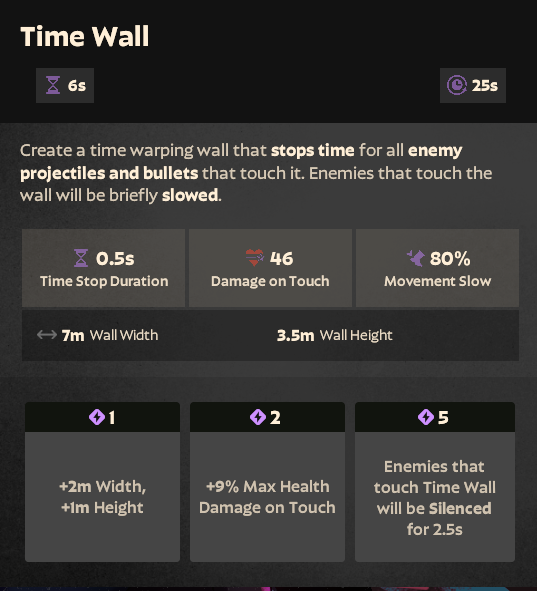 Time Wall
6s
25s
Create a time warping wall that stops time for all enemy
projectiles and bullets that touch it. Enemies that touch the
wall will be briefly slowed.
0.5s
Time Stop Duration
46
Damage on Touch
80%
Movement Slow
7m Wall Width
3.5m Wall Height
1
+2m Width,
+1m Height
2
+9% Max Health
Damage on Touch
5
Enemies that
touch Time Wall
will be Silenced
for 2.5s